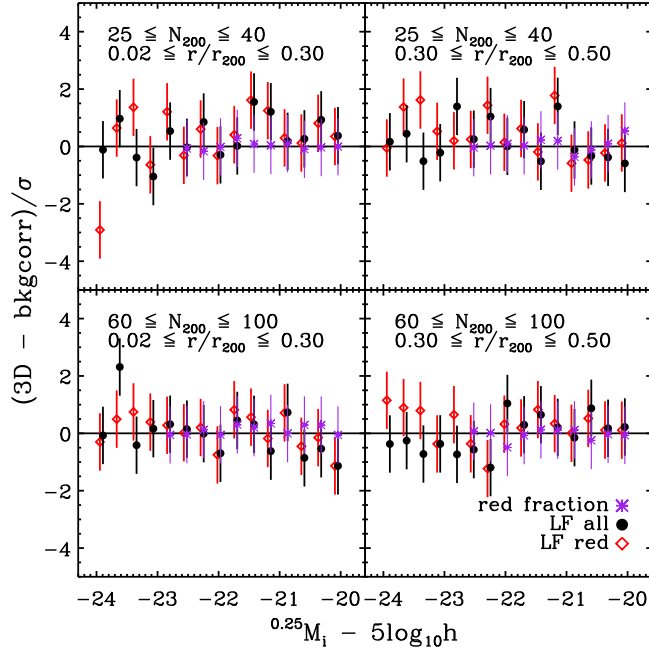 25 ≦ N₂₀₀ ≦ 40
0.02 ≦ r/r₂₀₀ ≦ 0.30
25 ≦ N₂₀₀ ≦ 40
0.30 ≦ r/r₂₀₀ ≦ 0.50
4
2
0
−2
−4
60 ≦ N₂₀₀ ≦ 100
0.02 ≦ r/r₂₀₀ ≦ 0.30
60 ≦ N₂₀₀ ≦ 100
0.30 ≦ r/r₂₀₀ ≦ 0.50
4
2
0
−2
−4
(3D − bkgcorr)/σ
red fraction
LF all
LF red
−24 −23 −22 −21 −20
−24 −23 −22 −21 −20
⁰·²⁵Mᵢ − 5log₁₀h